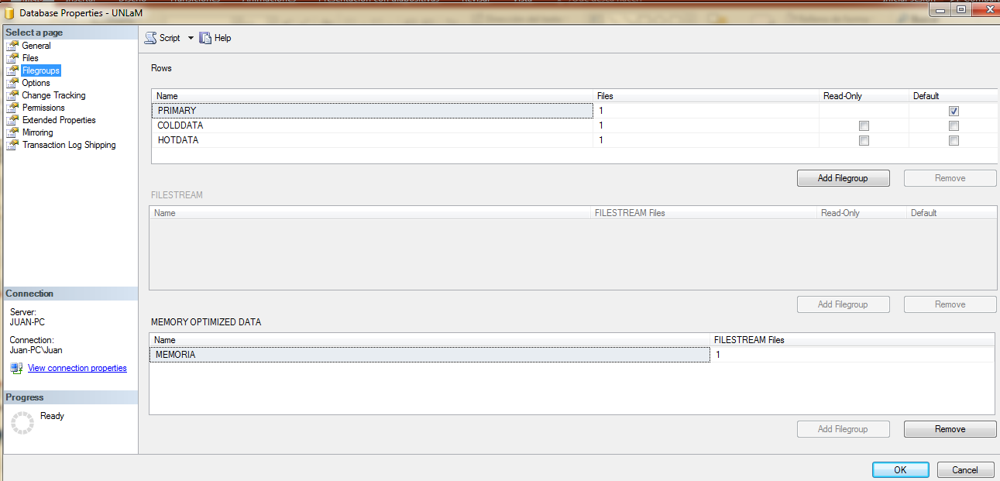 Database Properties - UNLaM
Select a page
General
Files
Filegroups
Options
Change Tracking
Permissions
Extended Properties
Mirroring
Transaction Log Shipping
Connection
Server:
JUAN-PC
Connection:
Juan-PC\Juan
View connection properties
Progress
Ready
Script Help
Rows
Name Files Read-Only Default
PRIMARY 1
COLDDATA 1
HOTDATA 1
Add Filegroup Remove
FILESTREAM
Name FILESTREAM Files Read-Only Default
Add Filegroup Remove
MEMORY OPTIMIZED DATA
Name FILESTREAM Files
MEMORIA 1
Add Filegroup Remove
OK Cancel